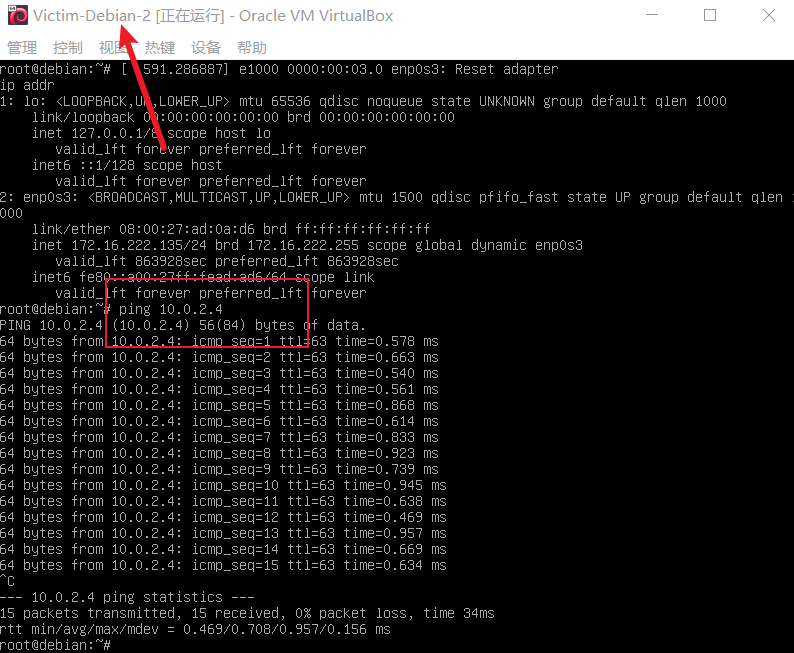 Victim-Debian-2 [正在运行] - Oracle VM VirtualBox
管理 控制 视图 热键 设备 帮助
root@debian:~# [ 591.286887] e1000 0000:00:03.0 enp0s3: Reset adapter
ip addr
1: lo: <LOOPBACK,UP,LOWER_UP> mtu 65536 qdisc noqueue state UNKNOWN group default qlen 1000
link/loopback 00:00:00:00:00:00 brd 00:00:00:00:00:00
inet 127.0.0.1/8 scope host lo
valid_lft forever preferred_lft forever
inet6 ::1/128 scope host
valid_lft forever preferred_lft forever
2: enp0s3: <BROADCAST,MULTICAST,UP,LOWER_UP> mtu 1500 qdisc pfifo_fast state UP group default qlen 1
000
link/ether 08:00:27:ad:0a:d6 brd ff:ff:ff:ff:ff:ff
inet 172.16.222.135/24 brd 172.16.222.255 scope global dynamic enp0s3
valid_lft 863928sec preferred_lft 863928sec
inet6 fe80::a00:27ff:fead:ad6/64 scope link
valid_lft forever preferred_lft forever
root@debian:~# ping 10.0.2.4
PING 10.0.2.4 (10.0.2.4) 56(84) bytes of data.
64 bytes from 10.0.2.4: icmp_seq=1 ttl=63 time=0.578 ms
64 bytes from 10.0.2.4: icmp_seq=2 ttl=63 time=0.663 ms
64 bytes from 10.0.2.4: icmp_seq=3 ttl=63 time=0.540 ms
64 bytes from 10.0.2.4: icmp_seq=4 ttl=63 time=0.561 ms
64 bytes from 10.0.2.4: icmp_seq=5 ttl=63 time=0.868 ms
64 bytes from 10.0.2.4: icmp_seq=6 ttl=63 time=0.614 ms
64 bytes from 10.0.2.4: icmp_seq=7 ttl=63 time=0.833 ms
64 bytes from 10.0.2.4: icmp_seq=8 ttl=63 time=0.923 ms
64 bytes from 10.0.2.4: icmp_seq=9 ttl=63 time=0.739 ms
64 bytes from 10.0.2.4: icmp_seq=10 ttl=63 time=0.945 ms
64 bytes from 10.0.2.4: icmp_seq=11 ttl=63 time=0.638 ms
64 bytes from 10.0.2.4: icmp_seq=12 ttl=63 time=0.469 ms
64 bytes from 10.0.2.4: icmp_seq=13 ttl=63 time=0.957 ms
64 bytes from 10.0.2.4: icmp_seq=14 ttl=63 time=0.669 ms
64 bytes from 10.0.2.4: icmp_seq=15 ttl=63 time=0.634 ms
^C
--- 10.0.2.4 ping statistics ---
15 packets transmitted, 15 received, 0% packet loss, time 34ms
rtt min/avg/max/mdev = 0.469/0.708/0.957/0.156 ms
root@debian:~#